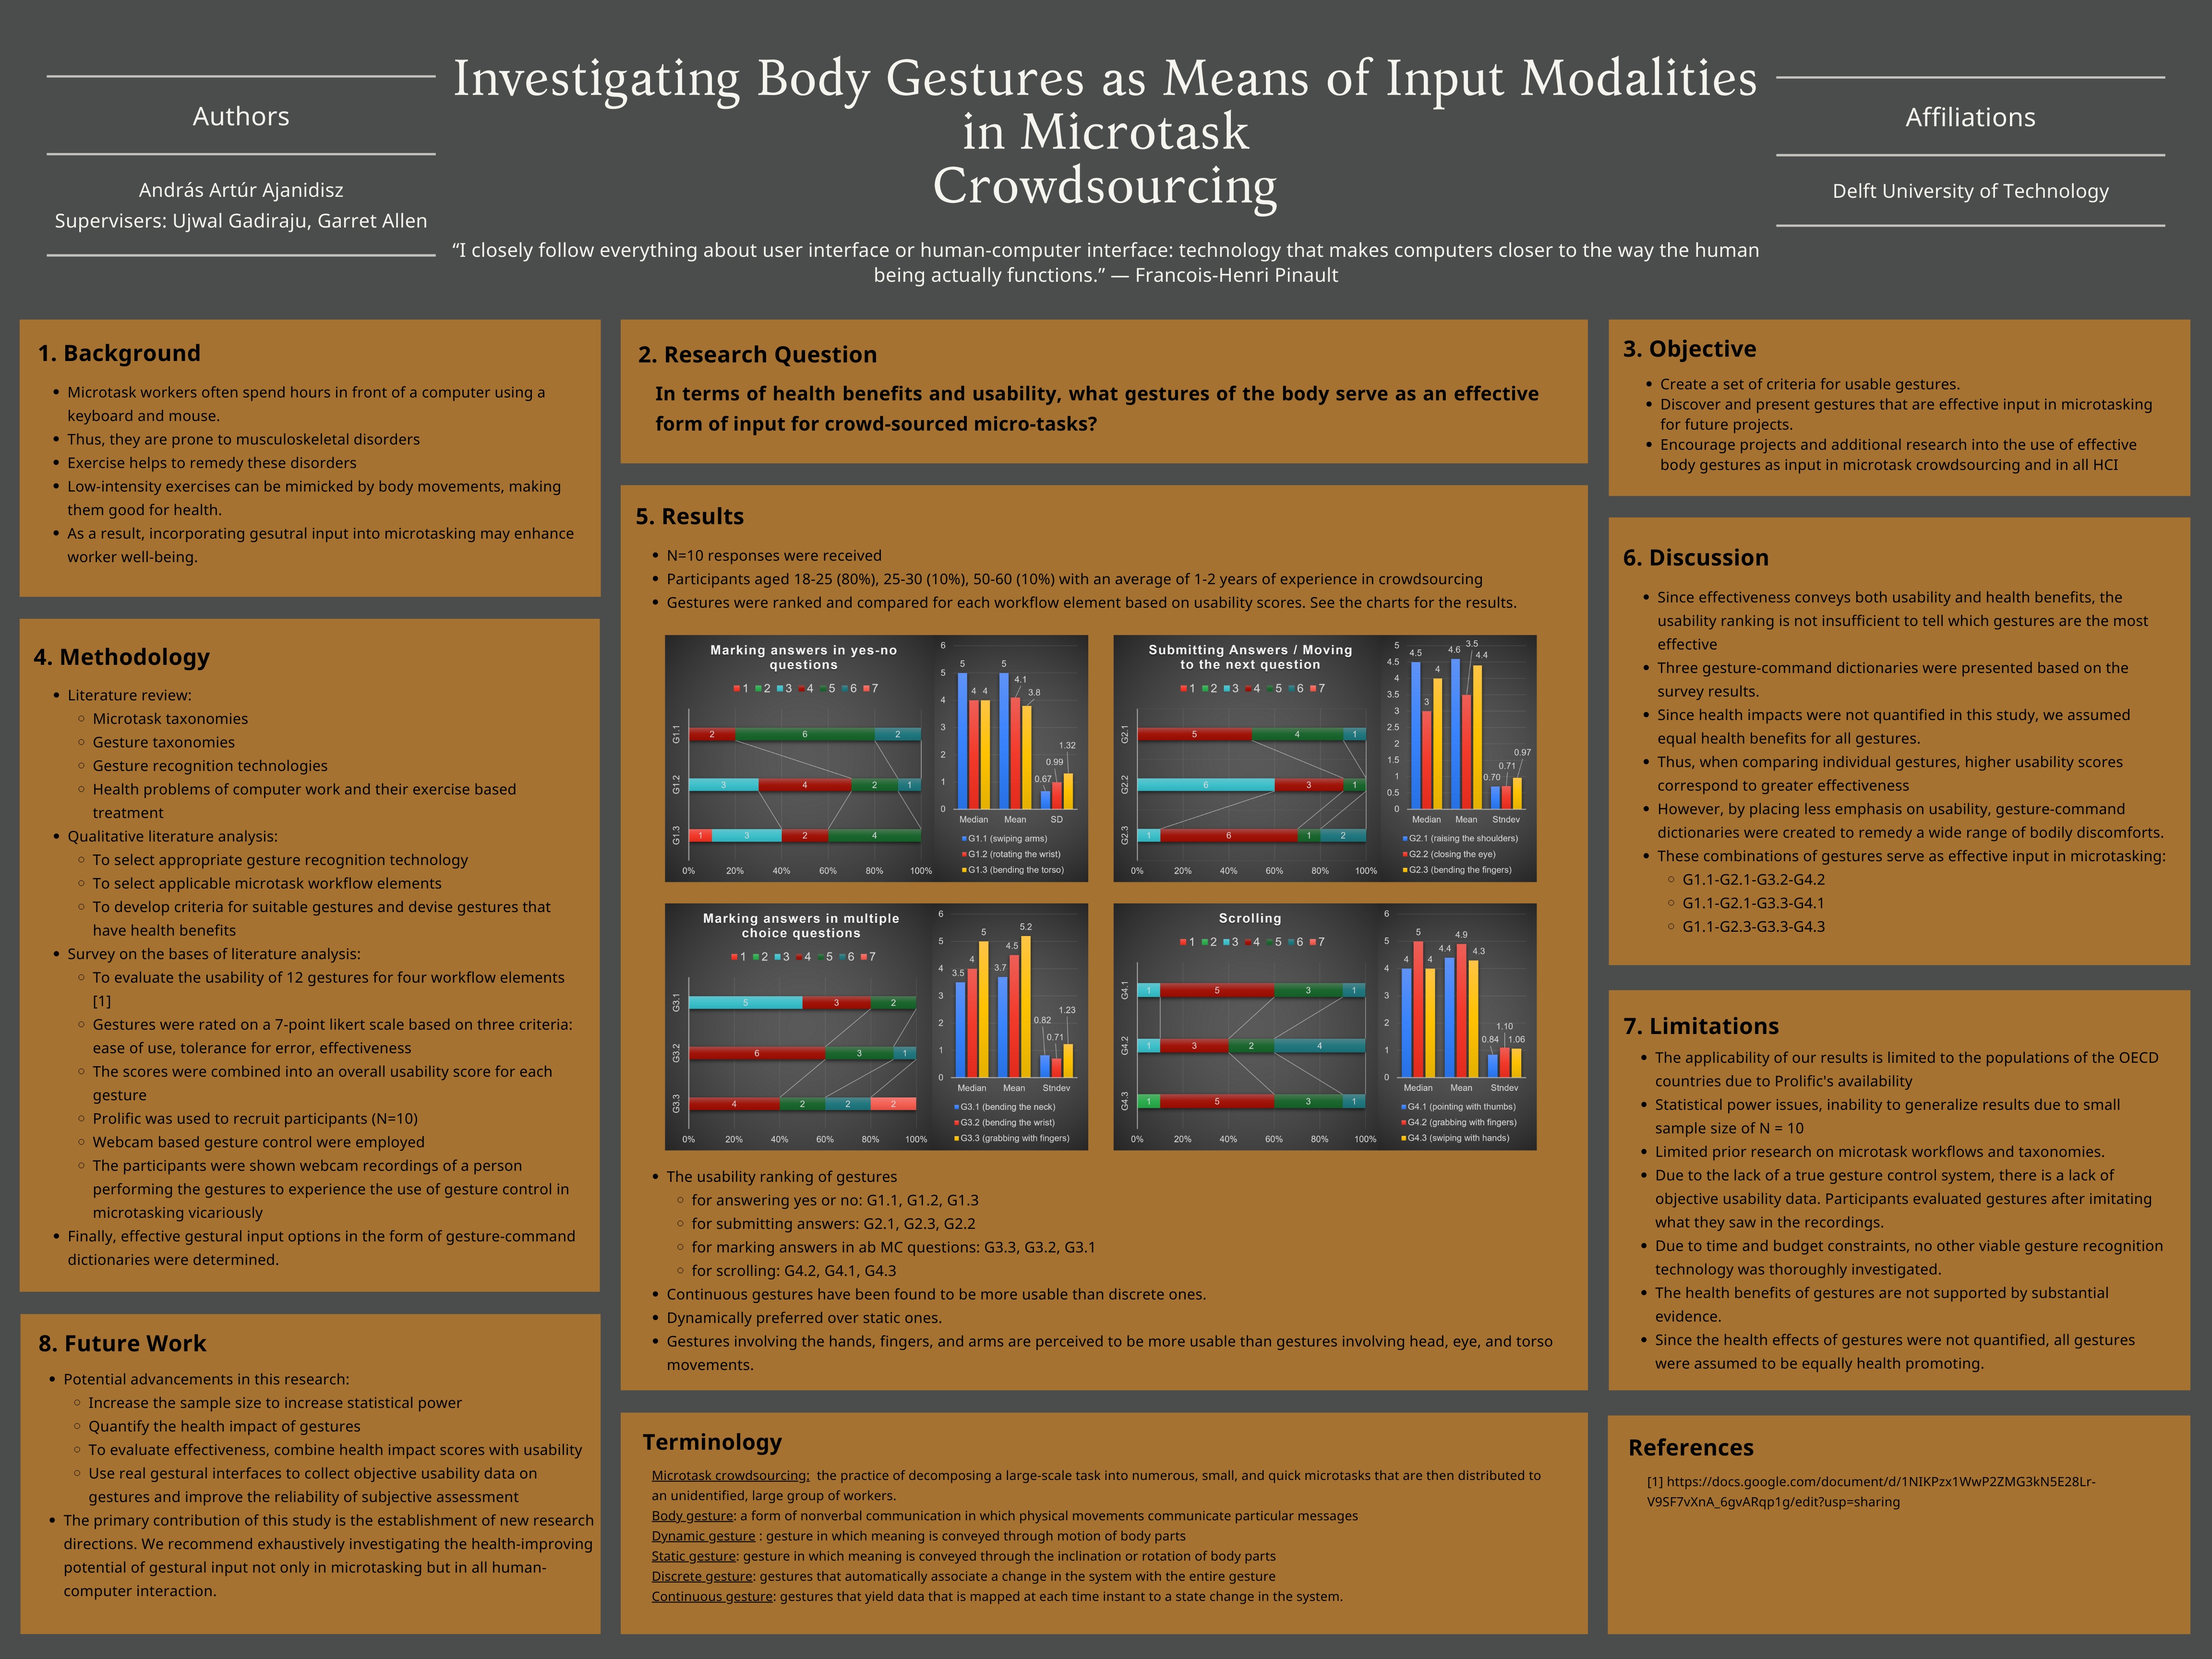 Authors
András Artúr Ajanidisz
Supervisers: Ujwal Gadiraju, Garret Allen
Investigating Body Gestures as Means of Input Modalities
in Microtask
Crowdsourcing
“I closely follow everything about user interface or human-computer interface: technology that makes computers closer to the way the human
being actually functions.” — Francois-Henri Pinault
Affiliations
Delft University of Technology
1. Background
• Microtask workers often spend hours in front of a computer using a
keyboard and mouse.
• Thus, they are prone to musculoskeletal disorders
• Exercise helps to remedy these disorders
• Low-intensity exercises can be mimicked by body movements, making
them good for health.
• As a result, incorporating gesutral input into microtasking may enhance
worker well-being.
2. Research Question
In terms of health benefits and usability, what gestures of the body serve as an effective
form of input for crowd-sourced micro-tasks?
3. Objective
• Create a set of criteria for usable gestures.
• Discover and present gestures that are effective input in microtasking
for future projects.
• Encourage projects and additional research into the use of effective
body gestures as input in microtask crowdsourcing and in all HCI
4. Methodology
• Literature review:
◦ Microtask taxonomies
◦ Gesture taxonomies
◦ Gesture recognition technologies
◦ Health problems of computer work and their exercise based
treatment
• Qualitative literature analysis:
◦ To select appropriate gesture recognition technology
◦ To select applicable microtask workflow elements
◦ To develop criteria for suitable gestures and devise gestures that
have health benefits
• Survey on the bases of literature analysis:
◦ To evaluate the usability of 12 gestures for four workflow elements
[1]
◦ Gestures were rated on a 7-point likert scale based on three criteria:
ease of use, tolerance for error, effectiveness
◦ The scores were combined into an overall usability score for each
gesture
◦ Prolific was used to recruit participants (N=10)
◦ Webcam based gesture control were employed
◦ The participants were shown webcam recordings of a person
performing the gestures to experience the use of gesture control in
microtasking vicariously
• Finally, effective gestural input options in the form of gesture-command
dictionaries were determined.
5. Results
• N=10 responses were received
• Participants aged 18-25 (80%), 25-30 (10%), 50-60 (10%) with an average of 1-2 years of experience in crowdsourcing
• Gestures were ranked and compared for each workflow element based on usability scores. See the charts for the results.
Marking answers in yes-no
questions
1 2 3 4 5 6 7
G1.1 2 6 2
G1.2 3 4 2 1
G1.3 1 3 2 4
0% 20% 40% 60% 80% 100%
6
5
4
3
2
1
0
5 4 4
5 4.1 3.8
0.67 0.99 1.32
Median Mean SD
G1.1 (swiping arms)
G1.2 (rotating the wrist)
G1.3 (bending the torso)
Submitting Answers / Moving
to the next question
1 2 3 4 5 6 7
G2.1 5 4 1
G2.2 6 3 1
G2.3 1 6 1 2
0% 20% 40% 60% 80% 100%
5
4.5
4
3.5
3
2.5
2
1.5
1
0.5
0
4.5 3 4
4.6 3.5 4.4
0.70 0.71 0.97
Median Mean Stndev
G2.1 (raising the shoulders)
G2.2 (closing the eye)
G2.3 (bending the fingers)
Marking answers in multiple
choice questions
1 2 3 4 5 6 7
G3.1 5 3 2
G3.2 6 3 1
G3.3 4 2 2 2
0% 20% 40% 60% 80% 100%
6
5
4
3
2
1
0
3.5 4 5
3.7 4.5 5.2
0.82 0.71 1.23
Median Mean Stndev
G3.1 (bending the neck)
G3.2 (bending the wrist)
G3.3 (grabbing with fingers)
Scrolling
1 2 3 4 5 6 7
G4.1 1 5 3 1
G4.2 1 3 2 4
G4.3 1 5 3 1
0% 20% 40% 60% 80% 100%
6
5
4
3
2
1
0
4 5 4
4.4 4.9 4.3
0.84 1.10 1.06
Median Mean Stndev
G4.1 (pointing with thumbs)
G4.2 (grabbing with fingers)
G4.3 (swiping with hands)
• The usability ranking of gestures
◦ for answering yes or no: G1.1, G1.2, G1.3
◦ for submitting answers: G2.1, G2.3, G2.2
◦ for marking answers in ab MC questions: G3.3, G3.2, G3.1
◦ for scrolling: G4.2, G4.1, G4.3
• Continuous gestures have been found to be more usable than discrete ones.
• Dynamically preferred over static ones.
• Gestures involving the hands, fingers, and arms are perceived to be more usable than gestures involving head, eye, and torso
movements.
6. Discussion
• Since effectiveness conveys both usability and health benefits, the
usability ranking is not insufficient to tell which gestures are the most
effective
• Three gesture-command dictionaries were presented based on the
survey results.
• Since health impacts were not quantified in this study, we assumed
equal health benefits for all gestures.
• Thus, when comparing individual gestures, higher usability scores
correspond to greater effectiveness
• However, by placing less emphasis on usability, gesture-command
dictionaries were created to remedy a wide range of bodily discomforts.
• These combinations of gestures serve as effective input in microtasking:
◦ G1.1-G2.1-G3.2-G4.2
◦ G1.1-G2.1-G3.3-G4.1
◦ G1.1-G2.3-G3.3-G4.3
7. Limitations
• The applicability of our results is limited to the populations of the OECD
countries due to Prolific's availability
• Statistical power issues, inability to generalize results due to small
sample size of N = 10
• Limited prior research on microtask workflows and taxonomies.
• Due to the lack of a true gesture control system, there is a lack of
objective usability data. Participants evaluated gestures after imitating
what they saw in the recordings.
• Due to time and budget constraints, no other viable gesture recognition
technology was thoroughly investigated.
• The health benefits of gestures are not supported by substantial
evidence.
• Since the health effects of gestures were not quantified, all gestures
were assumed to be equally health promoting.
8. Future Work
• Potential advancements in this research:
◦ Increase the sample size to increase statistical power
◦ Quantify the health impact of gestures
◦ To evaluate effectiveness, combine health impact scores with usability
◦ Use real gestural interfaces to collect objective usability data on
gestures and improve the reliability of subjective assessment
• The primary contribution of this study is the establishment of new research
directions. We recommend exhaustively investigating the health-improving
potential of gestural input not only in microtasking but in all human-
computer interaction.
Terminology
Microtask crowdsourcing: the practice of decomposing a large-scale task into numerous, small, and quick microtasks that are then distributed to
an unidentified, large group of workers.
Body gesture: a form of nonverbal communication in which physical movements communicate particular messages
Dynamic gesture : gesture in which meaning is conveyed through motion of body parts
Static gesture: gesture in which meaning is conveyed through the inclination or rotation of body parts
Discrete gesture: gestures that automatically associate a change in the system with the entire gesture
Continuous gesture: gestures that yield data that is mapped at each time instant to a state change in the system.
References
[1] https://docs.google.com/document/d/1NIKPzx1WwP2ZMG3kN5E28Lr-
V9SF7vXnA_6gvARqp1g/edit?usp=sharing